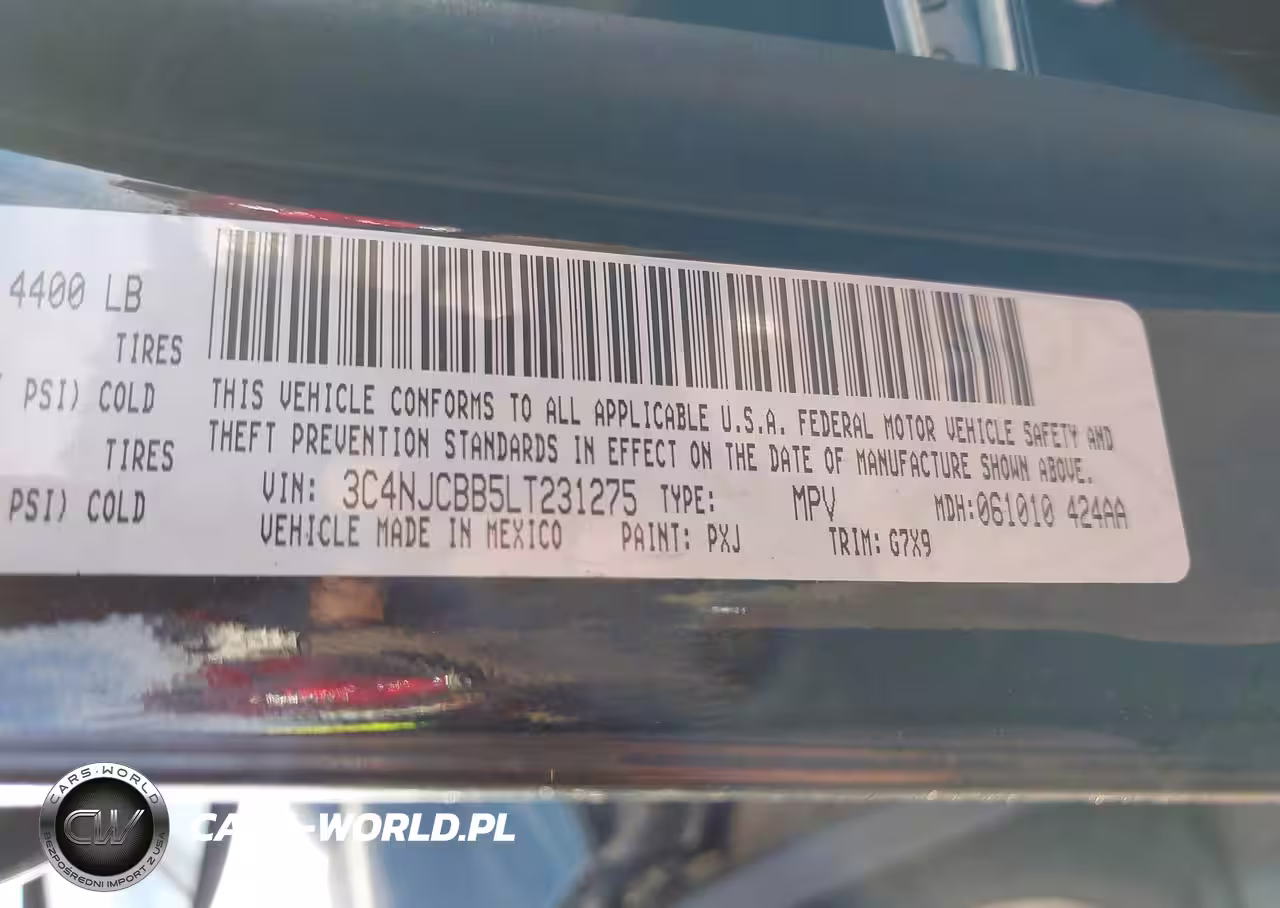 4400 LB
TIRES
PSI) COLD
TIRES
PSI) COLD
THIS VEHICLE CONFORMS TO ALL APPLICABLE U.S.A. FEDERAL MOTOR VEHICLE SAFETY AND
THEFT PREVENTION STANDARDS IN EFFECT ON THE DATE OF MANUFACTURE SHOWN ABOVE.
VIN: 3C4NJCBB5LT231275 TYPE: MPV MDH:061010 424AA
VEHICLE MADE IN MEXICO PAINT: PXJ TRIM: G7X9
CARS-WORLD
CW
BEZPOŚREDNI IMPORT Z USA
CARS-WORLD.PL